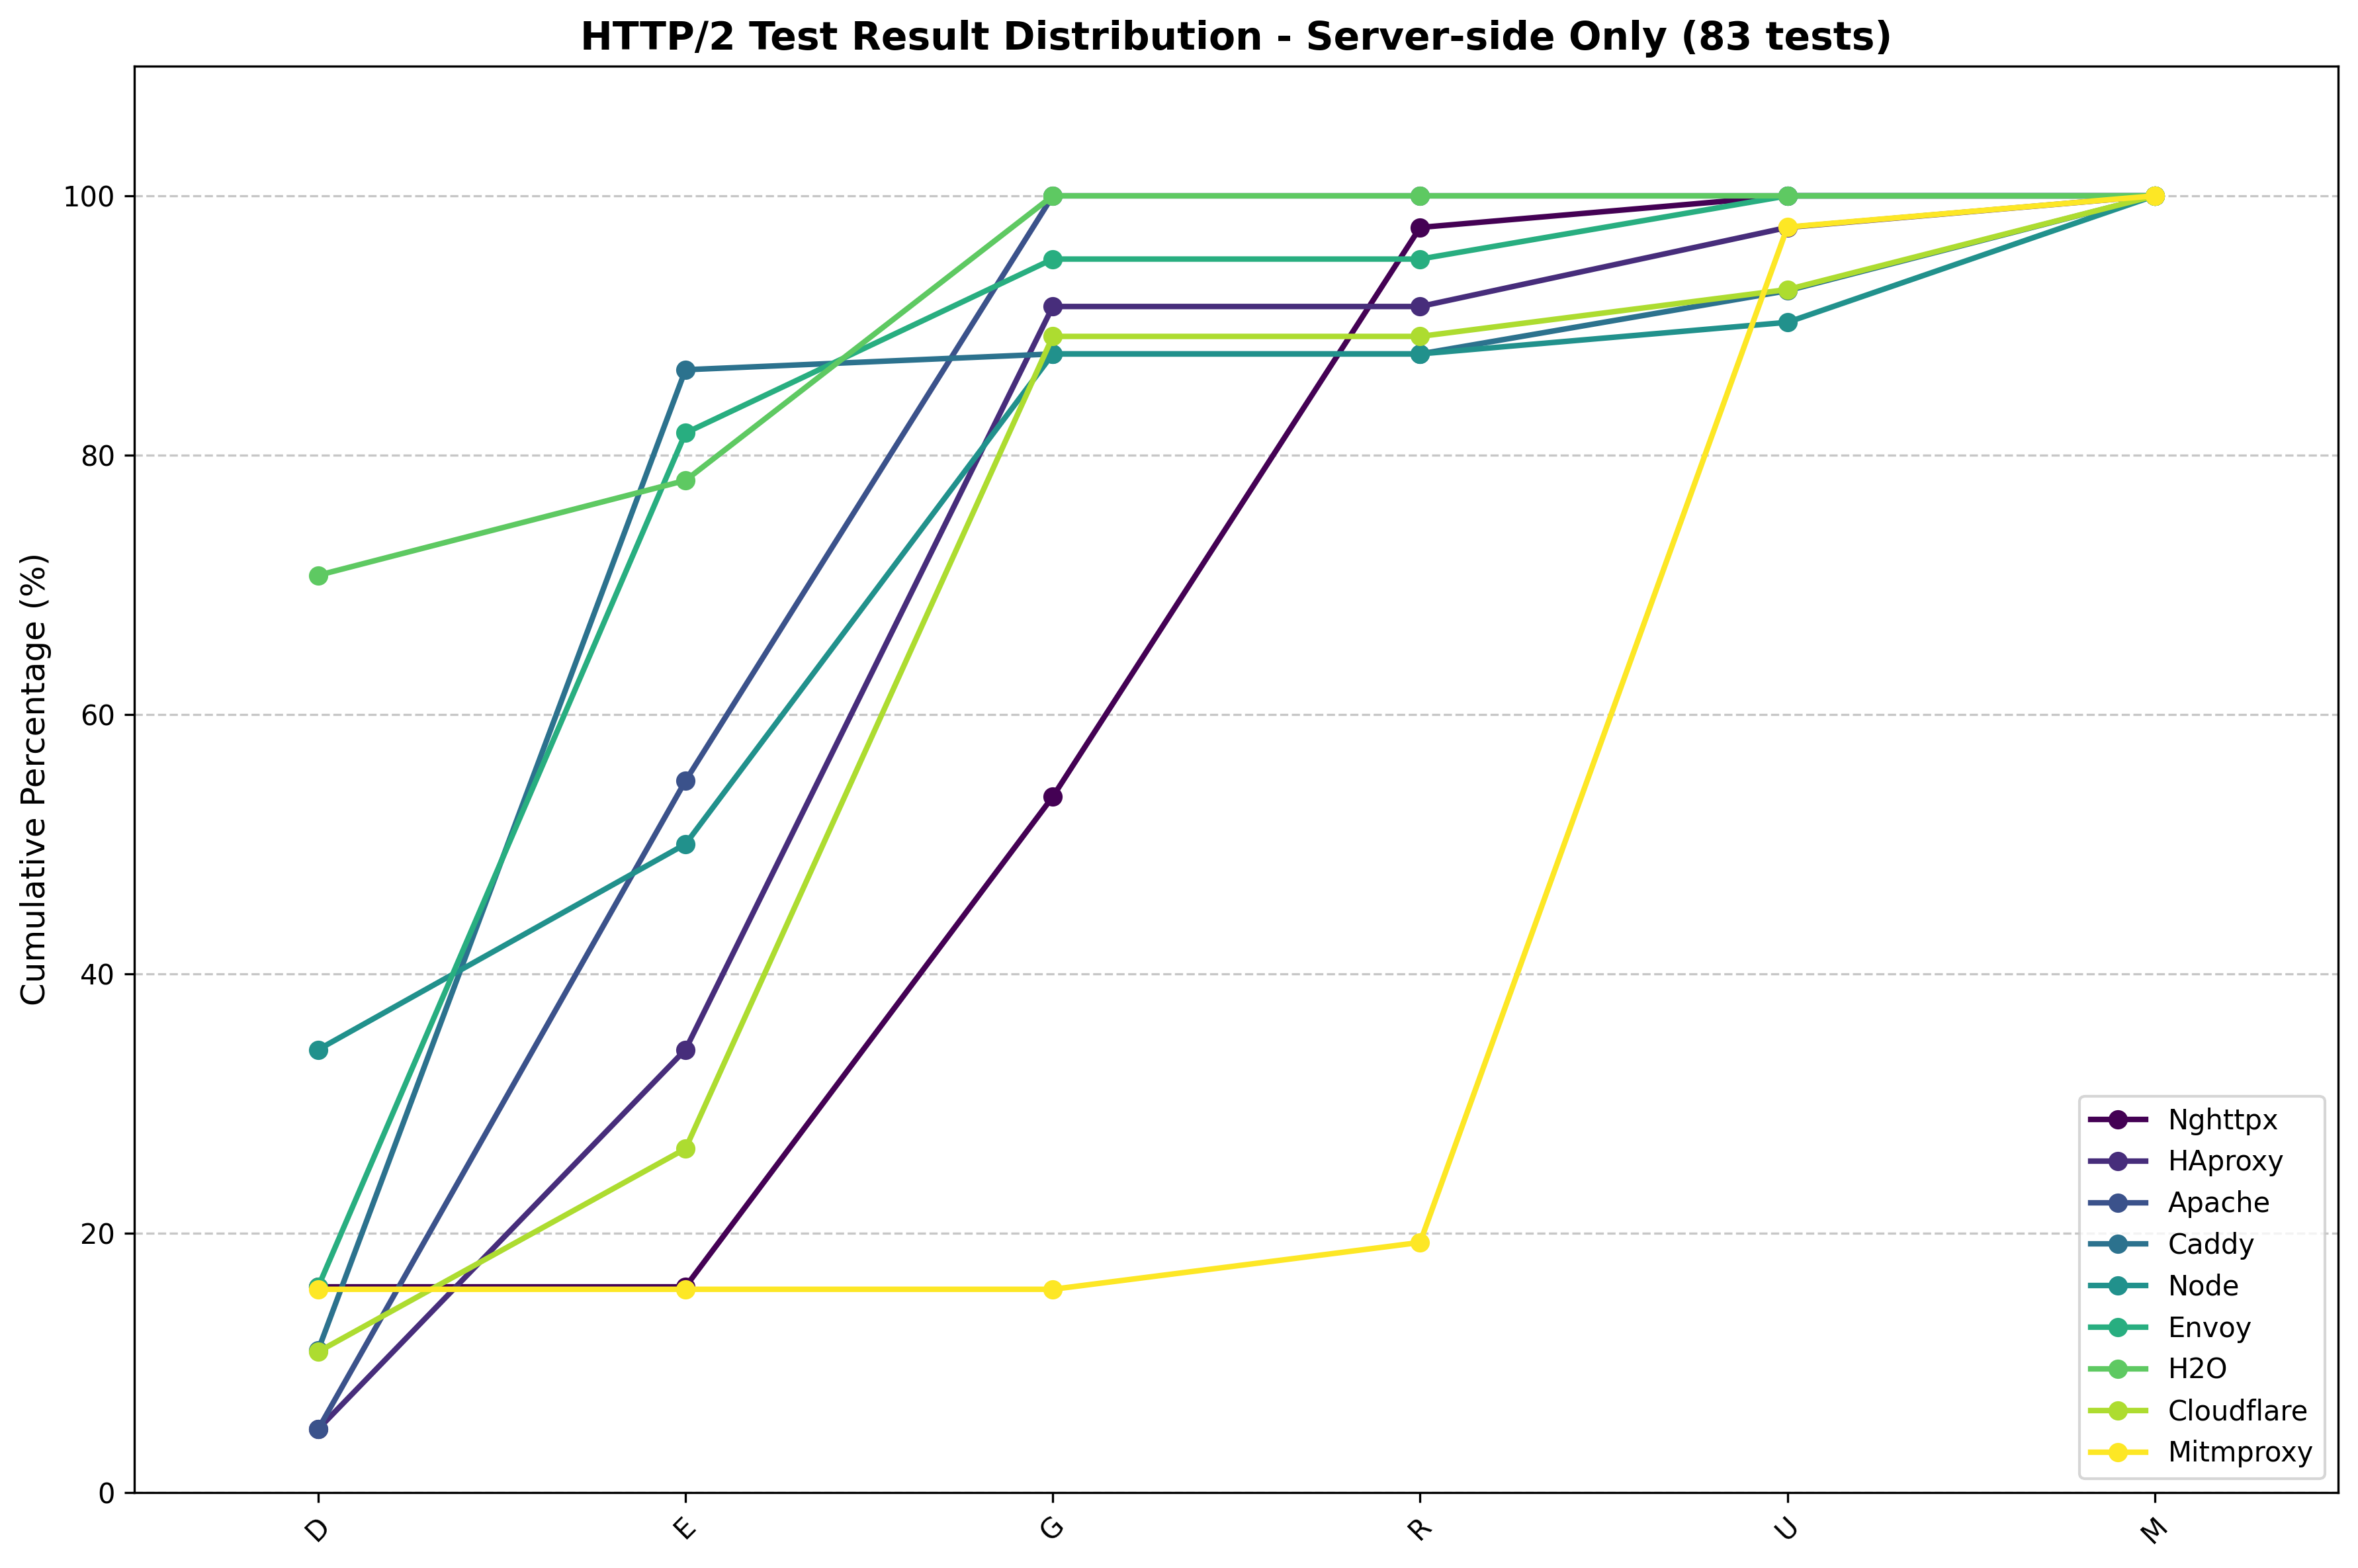 HTTP/2 Test Result Distribution - Server-side Only (83 tests)
Cumulative Percentage (%)
100
80
60
40
20
0
D
E
G
R
U
M
Nghttpx
HAproxy
Apache
Caddy
Node
Envoy
H2O
Cloudflare
Mitmproxy